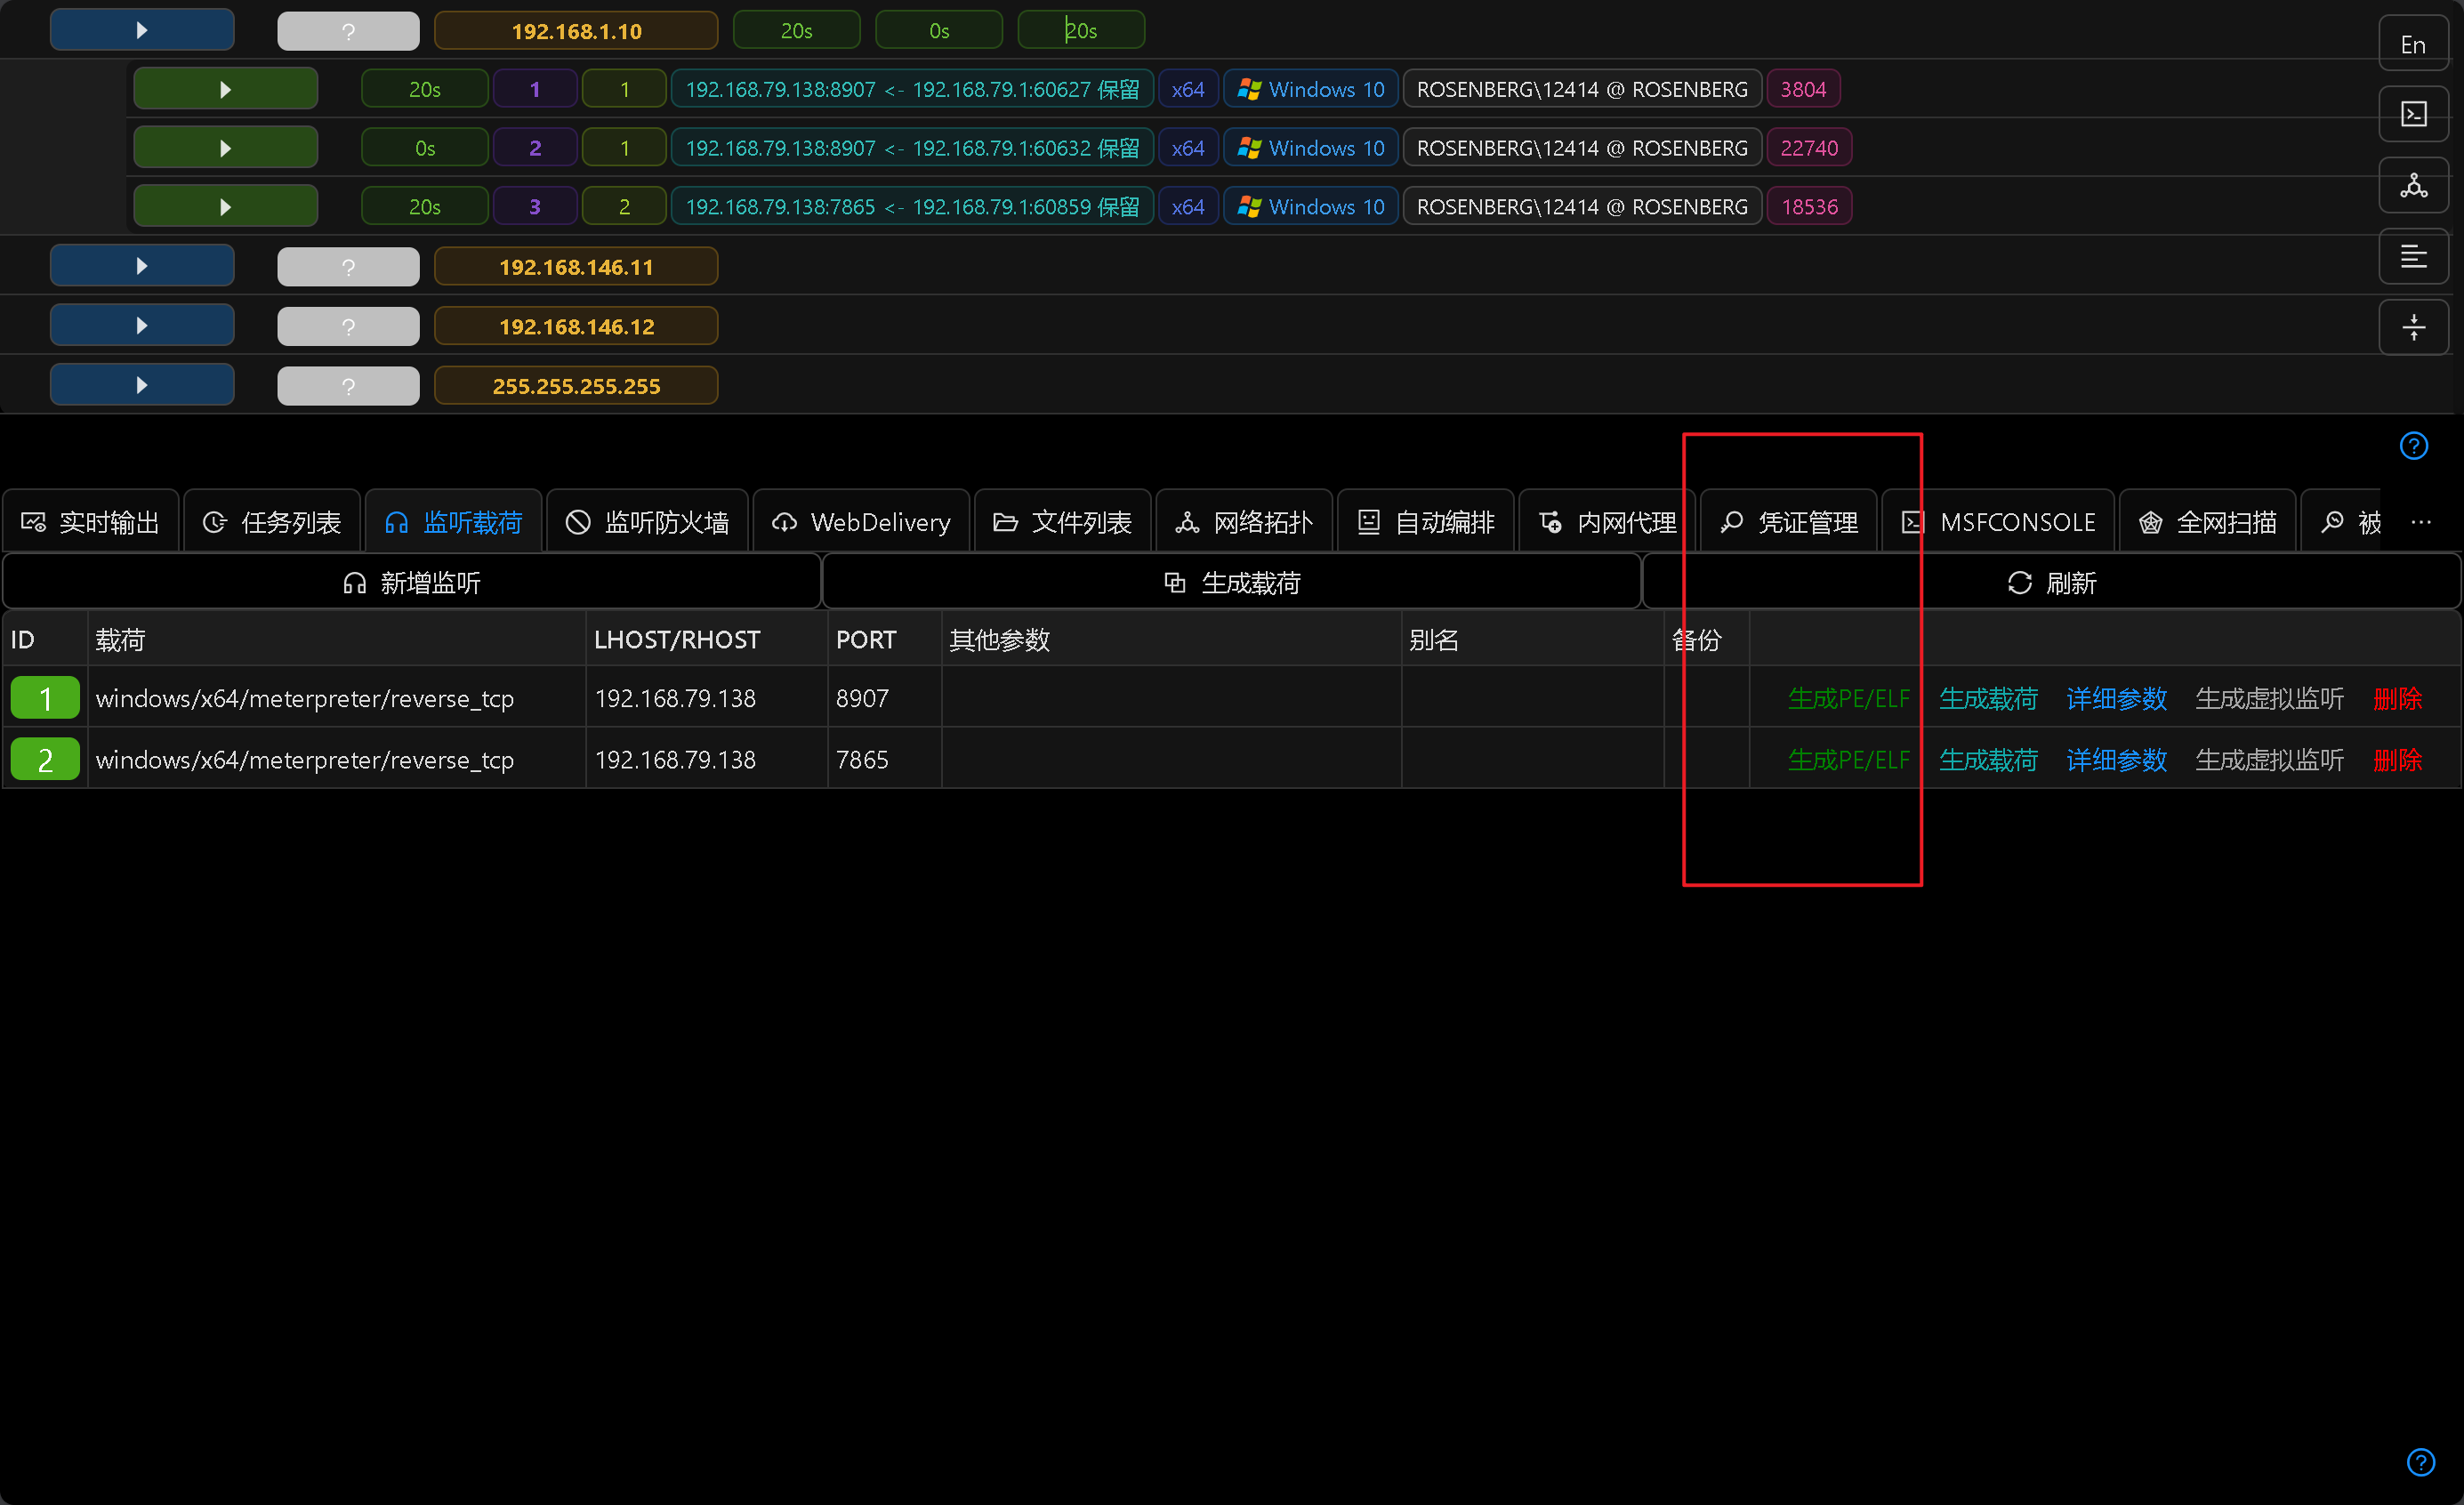 ? 192.168.1.10 20s 0s 20s
En
20s 1 1 192.168.79.138:8907 <- 192.168.79.1:60627 保留 x64 Windows 10 ROSENBERG\12414 @ ROSENBERG 3804
0s 2 1 192.168.79.138:8907 <- 192.168.79.1:60632 保留 x64 Windows 10 ROSENBERG\12414 @ ROSENBERG 22740
20s 3 2 192.168.79.138:7865 <- 192.168.79.1:60859 保留 x64 Windows 10 ROSENBERG\12414 @ ROSENBERG 18536
? 192.168.146.11
? 192.168.146.12
? 255.255.255.255
实时输出 任务列表 监听载荷 监听防火墙 WebDelivery 文件列表 网络拓扑 自动编排 内网代理 凭证管理 MSFCONSOLE 全网扫描 被 ···
新增监听 生成载荷 刷新
ID 载荷 LHOST/RHOST PORT 其他参数 别名 备份
1 windows/x64/meterpreter/reverse_tcp 192.168.79.138 8907 生成PE/ELF 生成载荷 详细参数 生成虚拟监听 删除
2 windows/x64/meterpreter/reverse_tcp 192.168.79.138 7865 生成PE/ELF 生成载荷 详细参数 生成虚拟监听 删除